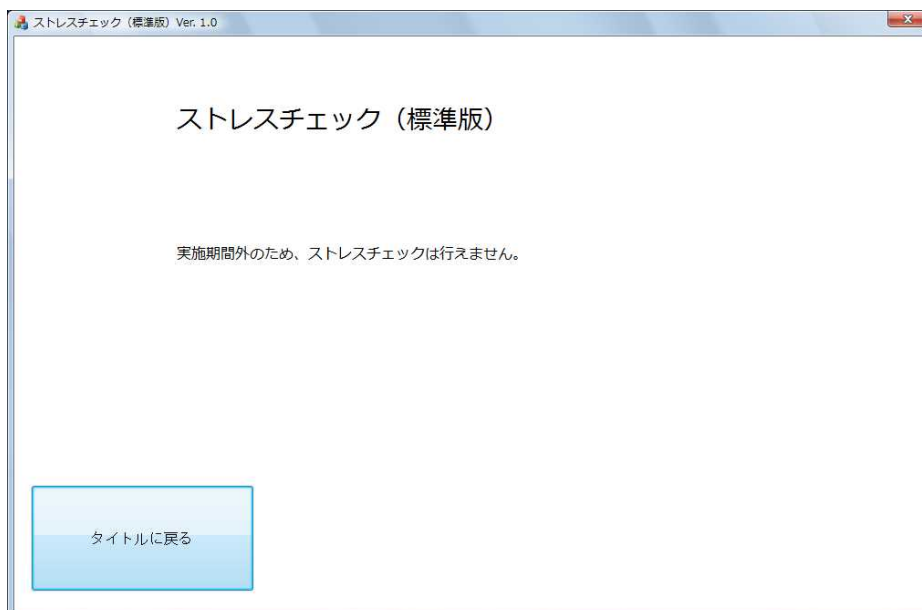 ストレスチェック（標準版）Ver. 1.0
ストレスチェック（標準版）
実施期間外のため、ストレスチェックは行えません。
タイトルに戻る